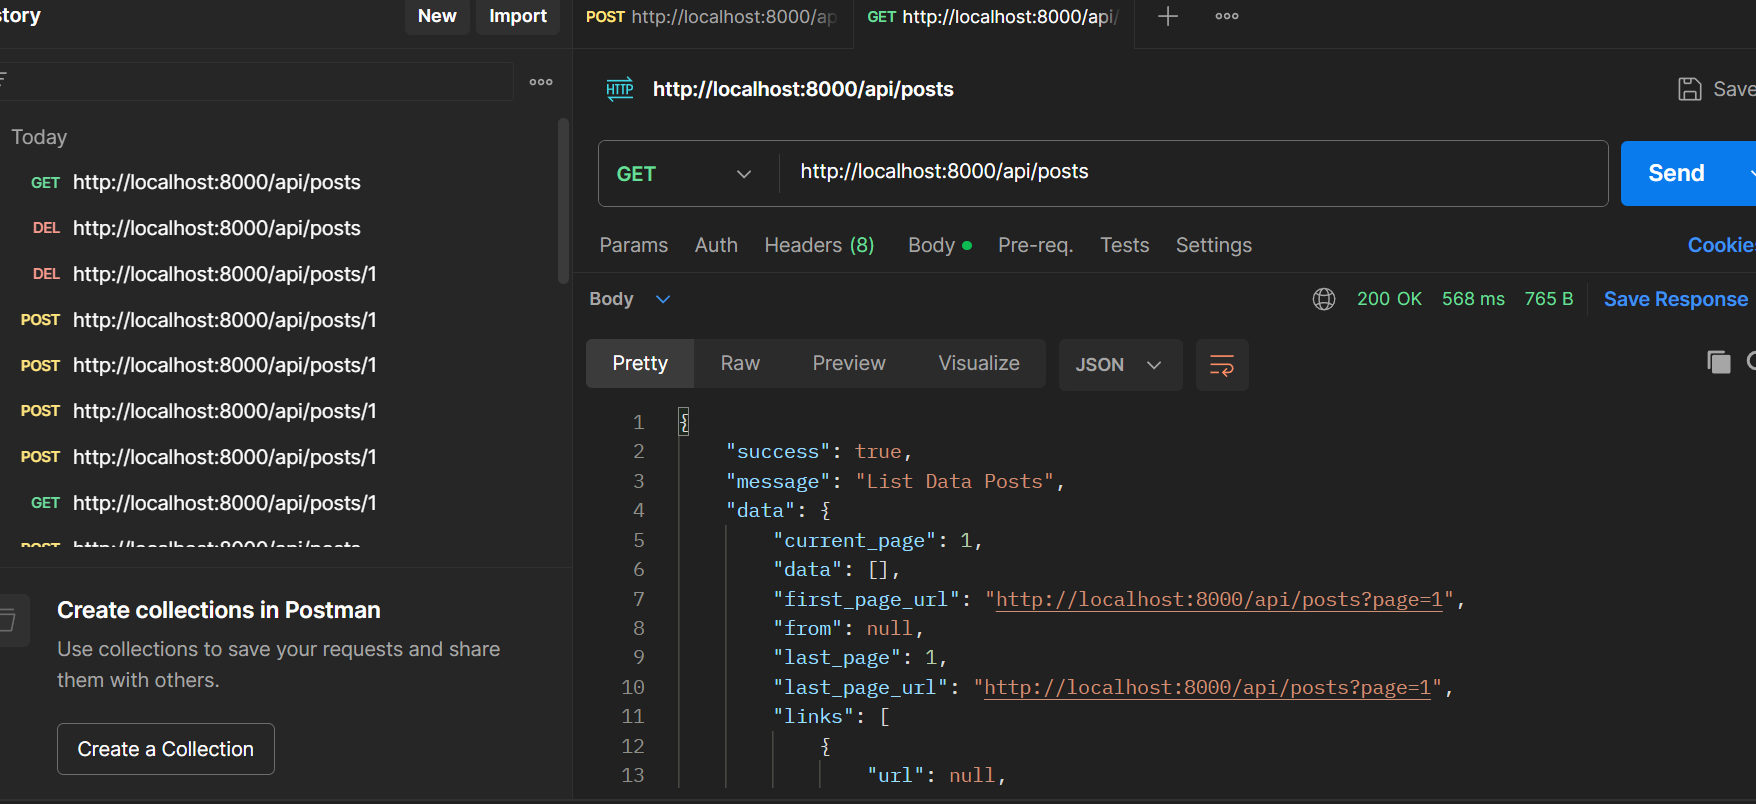 story
New
Import
POST http://localhost:8000/ap
GET http://localhost:8000/api/
http://localhost:8000/api/posts
Save
Today
GET http://localhost:8000/api/posts
DEL http://localhost:8000/api/posts
DEL http://localhost:8000/api/posts/1
POST http://localhost:8000/api/posts/1
POST http://localhost:8000/api/posts/1
POST http://localhost:8000/api/posts/1
POST http://localhost:8000/api/posts/1
GET http://localhost:8000/api/posts/1
POST http://localhost:8000/api/posts
Create collections in Postman
Use collections to save your requests and share
them with others.
Create a Collection
HTTP
GET
http://localhost:8000/api/posts
Send
Params Auth Headers (8) Body Pre-req. Tests Settings
Cookies
Body
200 OK 568 ms 765 B Save Response
Pretty Raw Preview Visualize JSON
1 {
2 "success": true,
3 "message": "List Data Posts",
4 "data": {
5 "current_page": 1,
6 "data": [],
7 "first_page_url": "http://localhost:8000/api/posts?page=1",
8 "from": null,
9 "last_page": 1,
10 "last_page_url": "http://localhost:8000/api/posts?page=1",
11 "links": [
12 {
13 "url": null,